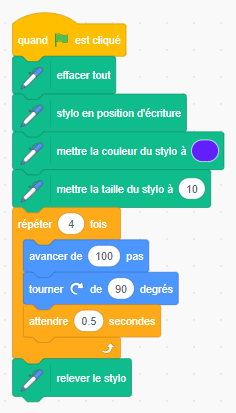 quand est cliqué
effacer tout
stylo en position d'écriture
mettre la couleur du stylo à
mettre la taille du stylo à 10
répéter 4 fois
avancer de 100 pas
tourner de 90 degrés
attendre 0.5 secondes
relever le stylo